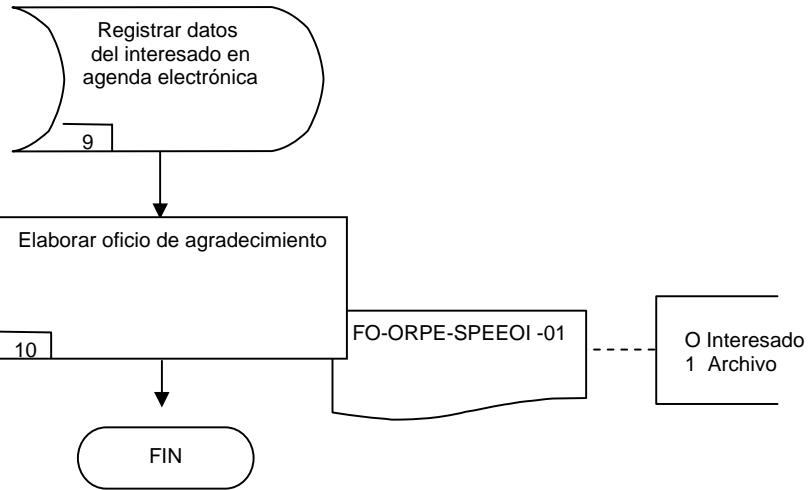 Registrar datos
del interesado en
agenda electrónica
9
Elaborar oficio de agradecimiento
10
FO-ORPE-SPEEOI -01
O Interesado
1 Archivo
FIN